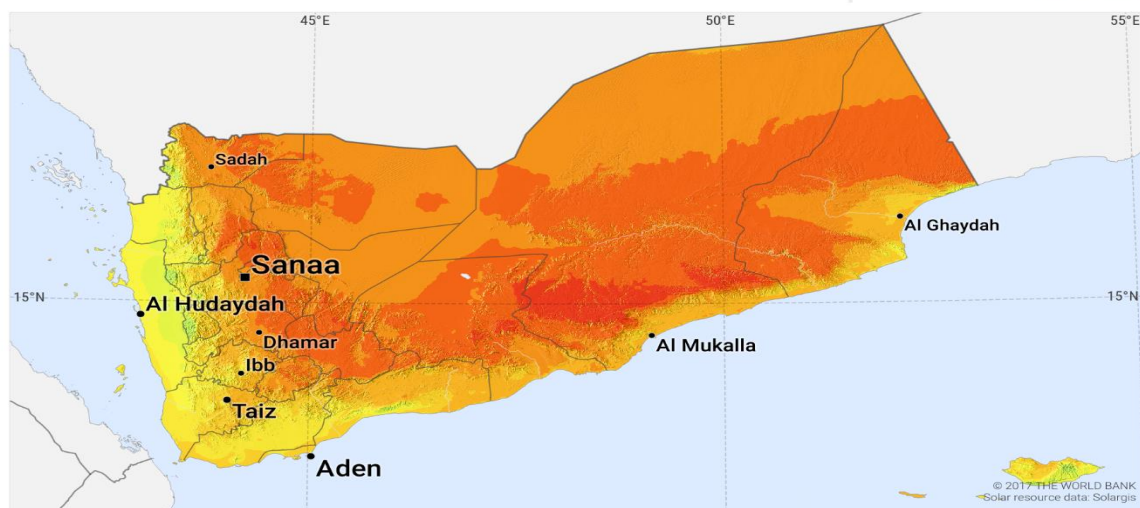 45°E
50°E
55°E
Sadah
Al Ghaydah
Sanaa
15°N
Al Hudaydah
15°N
Dhamar
Al Mukalla
Ibb
Taiz
Aden
© 2017 THE WORLD BANK
Solar resource data: Solargis